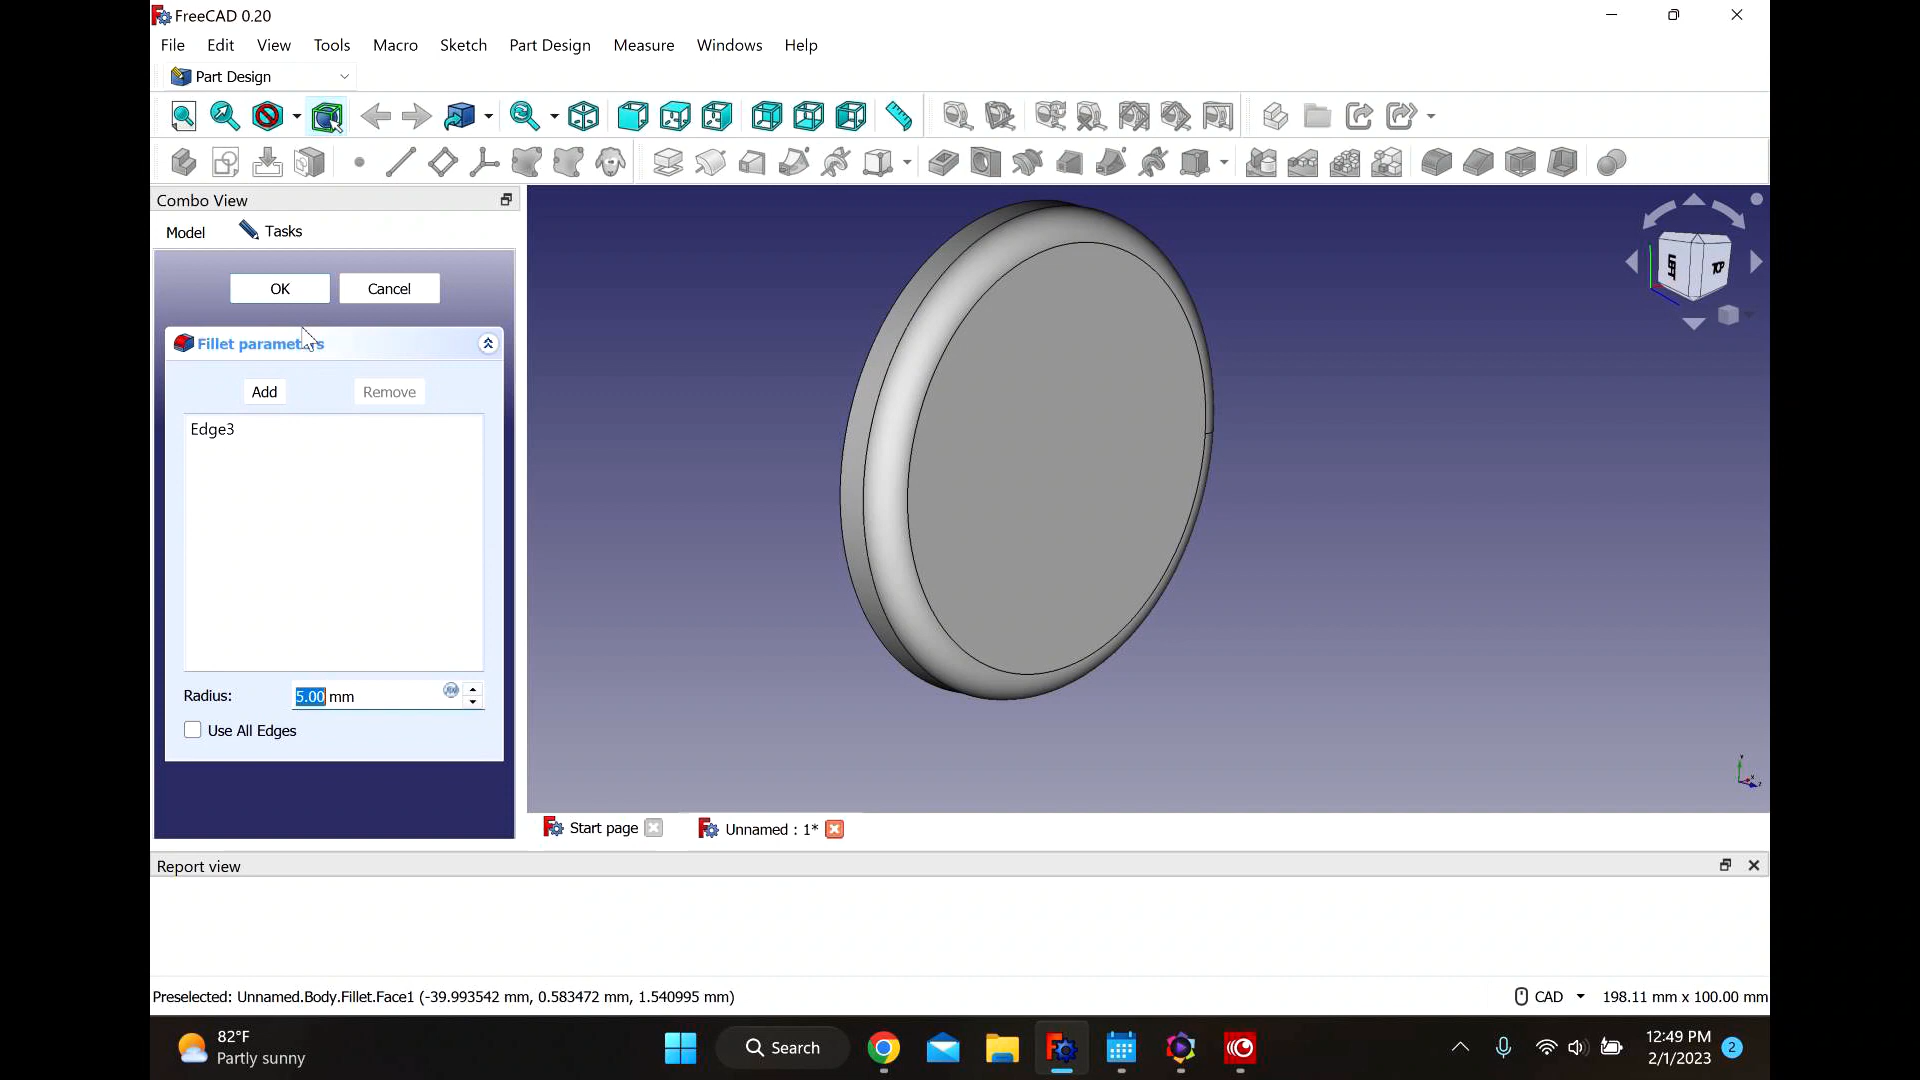 FreeCAD 0.20
File Edit View Tools Macro Sketch Part Design Measure Windows Help
Part Design
Combo View
Model Tasks
OK Cancel
Fillet parameters
Add Remove
Edge3
Radius: 5.00 mm
Use All Edges
LEFT TOP
Start page Unnamed : 1*
Report view
Preselected: Unnamed.Body.Fillet.Face1 (-39.993542 mm, 0.583472 mm, 1.540995 mm) CAD 198.11 mm x 100.00 mm
82°F
Partly sunny
Search
12:49 PM
2/1/2023
2